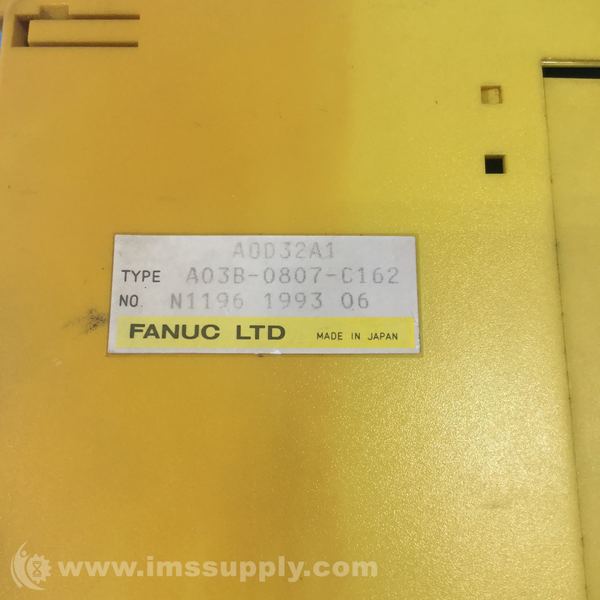 AOD32A1
TYPE A03B-0807-C162
NO. N1196 1993 06
FANUC LTD MADE IN JAPAN
www.imssupply.com